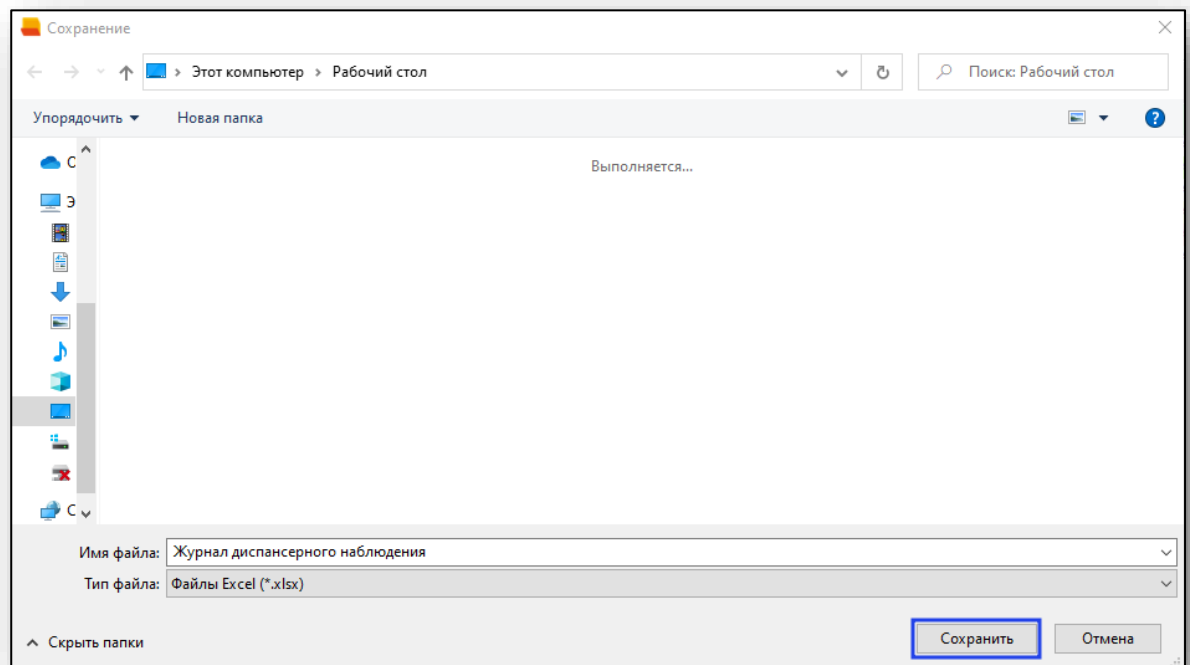 Сохранение
Этот компьютер › Рабочий стол
Поиск: Рабочий стол
Упорядочить Новая папка
Выполняется...
Э
С
Имя файла: Журнал диспансерного наблюдения
Тип файла: Файлы Excel (*.xlsx)
Скрыть папки Сохранить Отмена